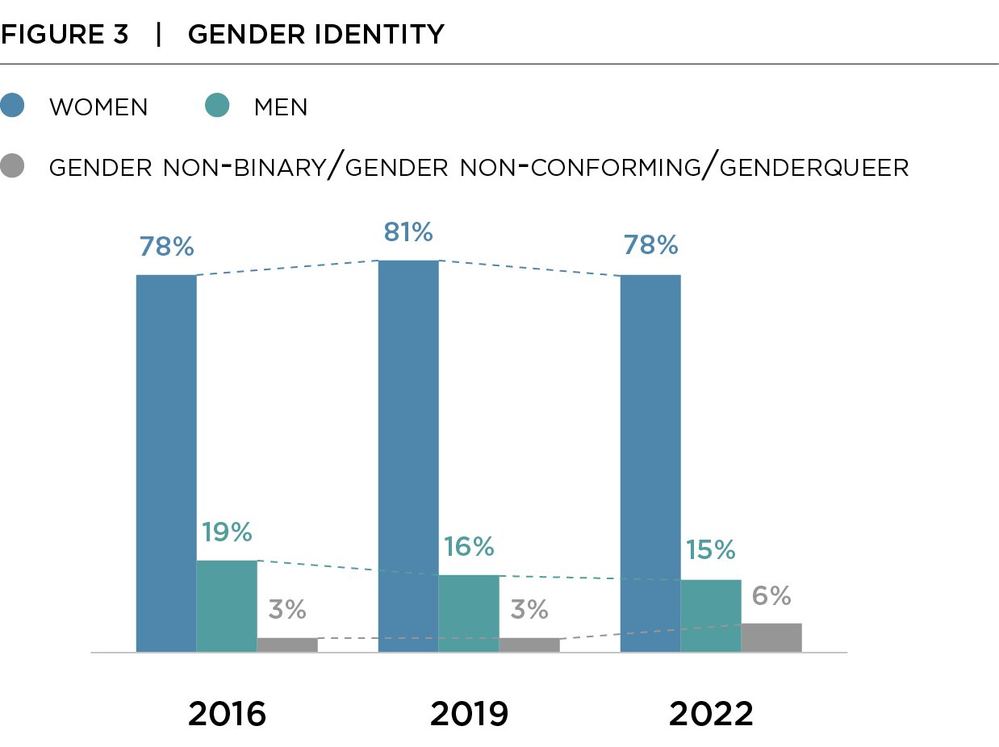 FIGURE 3 | GENDER IDENTITY
WOMEN MEN
GENDER NON-BINARY/GENDER NON-CONFORMING/GENDERQUEER
78% 81% 78%
19% 16% 15%
3% 3% 6%
2016 2019 2022